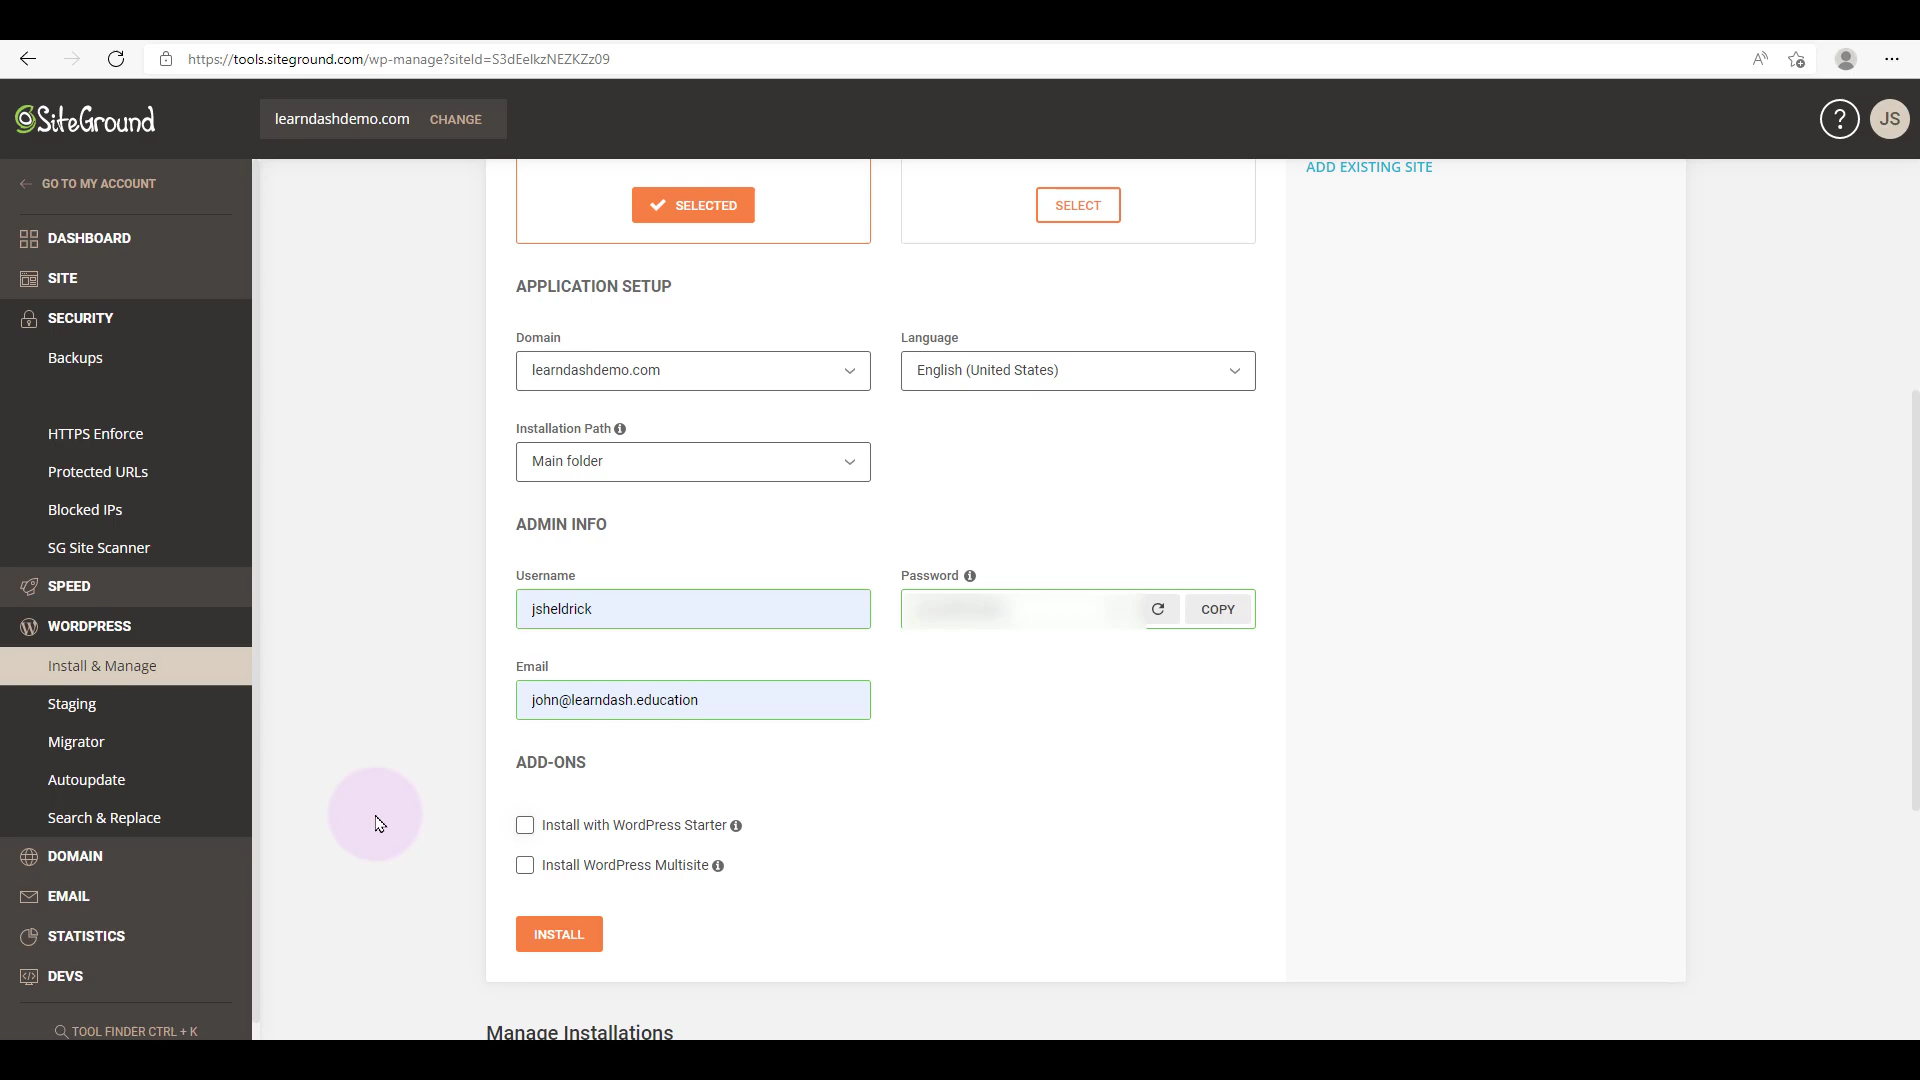 https://tools.siteground.com/wp-manage?siteId=S3dEelkzNEZKZz09
SiteGround
learndashdemo.com CHANGE
? JS
GO TO MY ACCOUNT
DASHBOARD
SITE
SECURITY
Backups
HTTPS Enforce
Protected URLs
Blocked IPs
SG Site Scanner
SPEED
WORDPRESS
Install & Manage
Staging
Migrator
Autoupdate
Search & Replace
DOMAIN
EMAIL
STATISTICS
DEVS
TOOL FINDER CTRL + K
ADD EXISTING SITE
SELECTED
SELECT
APPLICATION SETUP
Domain
Language
learndashdemo.com
English (United States)
Installation Path
Main folder
ADMIN INFO
Username
Password
jsheldrick
COPY
Email
john@learndash.education
ADD-ONS
Install with WordPress Starter
Install WordPress Multisite
INSTALL
Manage Installations